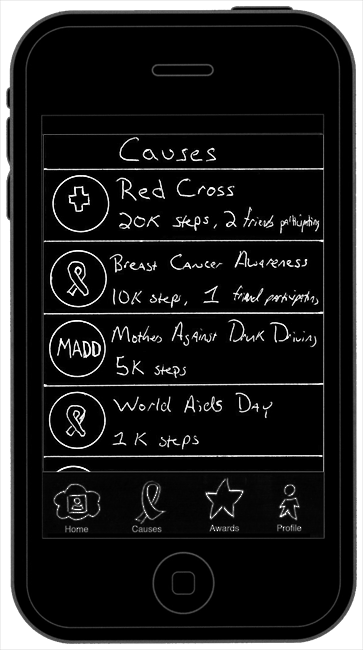 Causes
Red Cross
20K steps, 2 friends participating
Breast Cancer Awareness
10K steps, 1 friend participating
MADD
Mothers Against Drunk Driving
5K steps
World Aids Day
1K steps
Home Causes Awards Profile